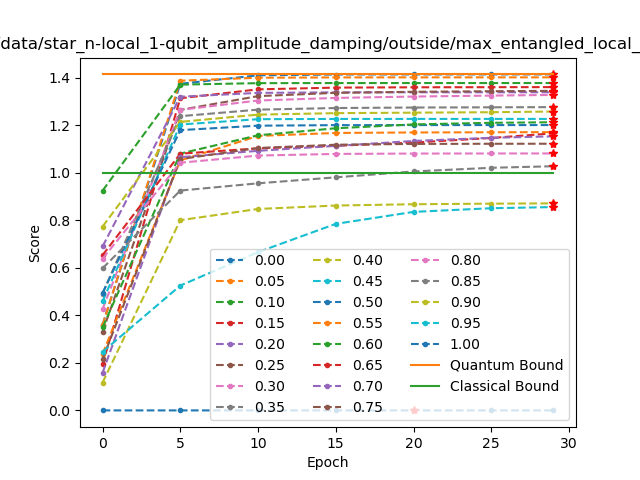 /data/star_n-local_1-qubit_amplitude_damping/outside/max_entangled_local_
1.4
1.2
1.0
0.8
0.6
0.4
0.2
0.0
Score
0 5 10 15 20 25 30
Epoch
0.00 0.40 0.80
0.05 0.45 0.85
0.10 0.50 0.90
0.15 0.55 0.95
0.20 0.60 1.00
0.25 0.65 Quantum Bound
0.30 0.70 Classical Bound
0.35 0.75